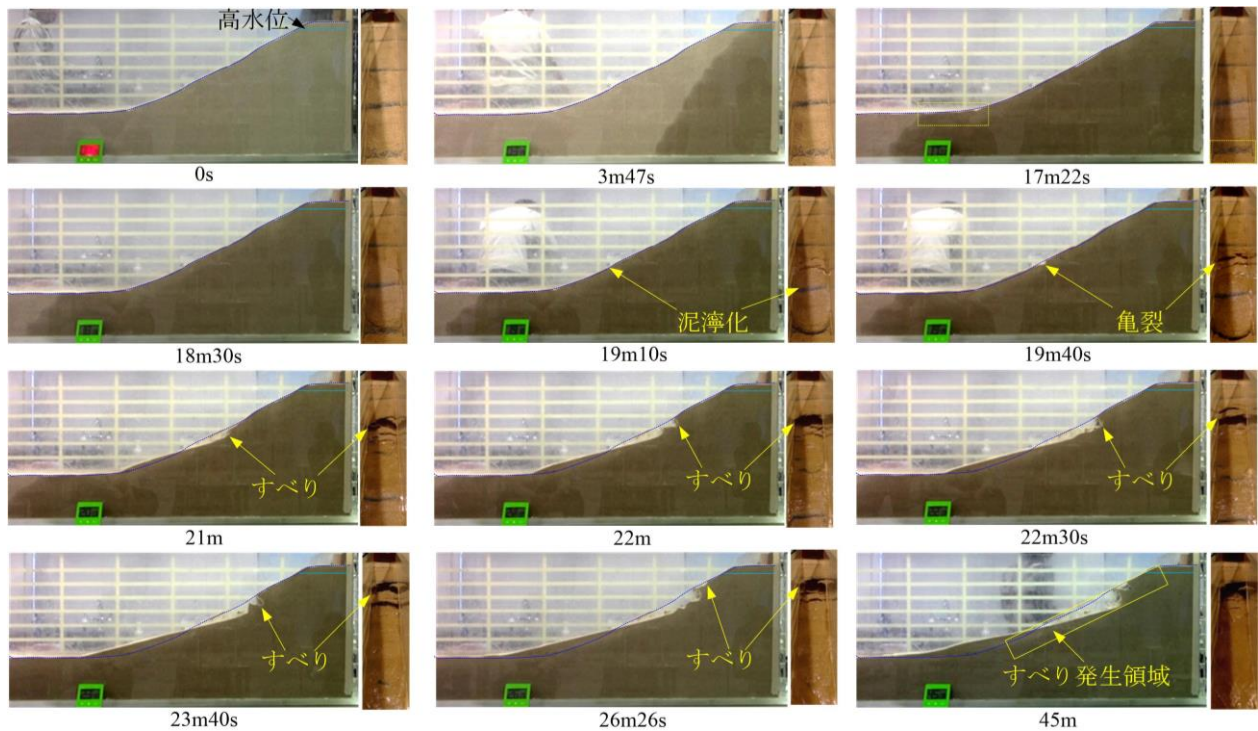 高水位
0s
3m47s
17m22s
泥濘化
亀裂
18m30s
19m10s
19m40s
すべり
すべり
すべり
21m
22m
22m30s
すべり
すべり
すべり発生領域
23m40s
26m26s
45m